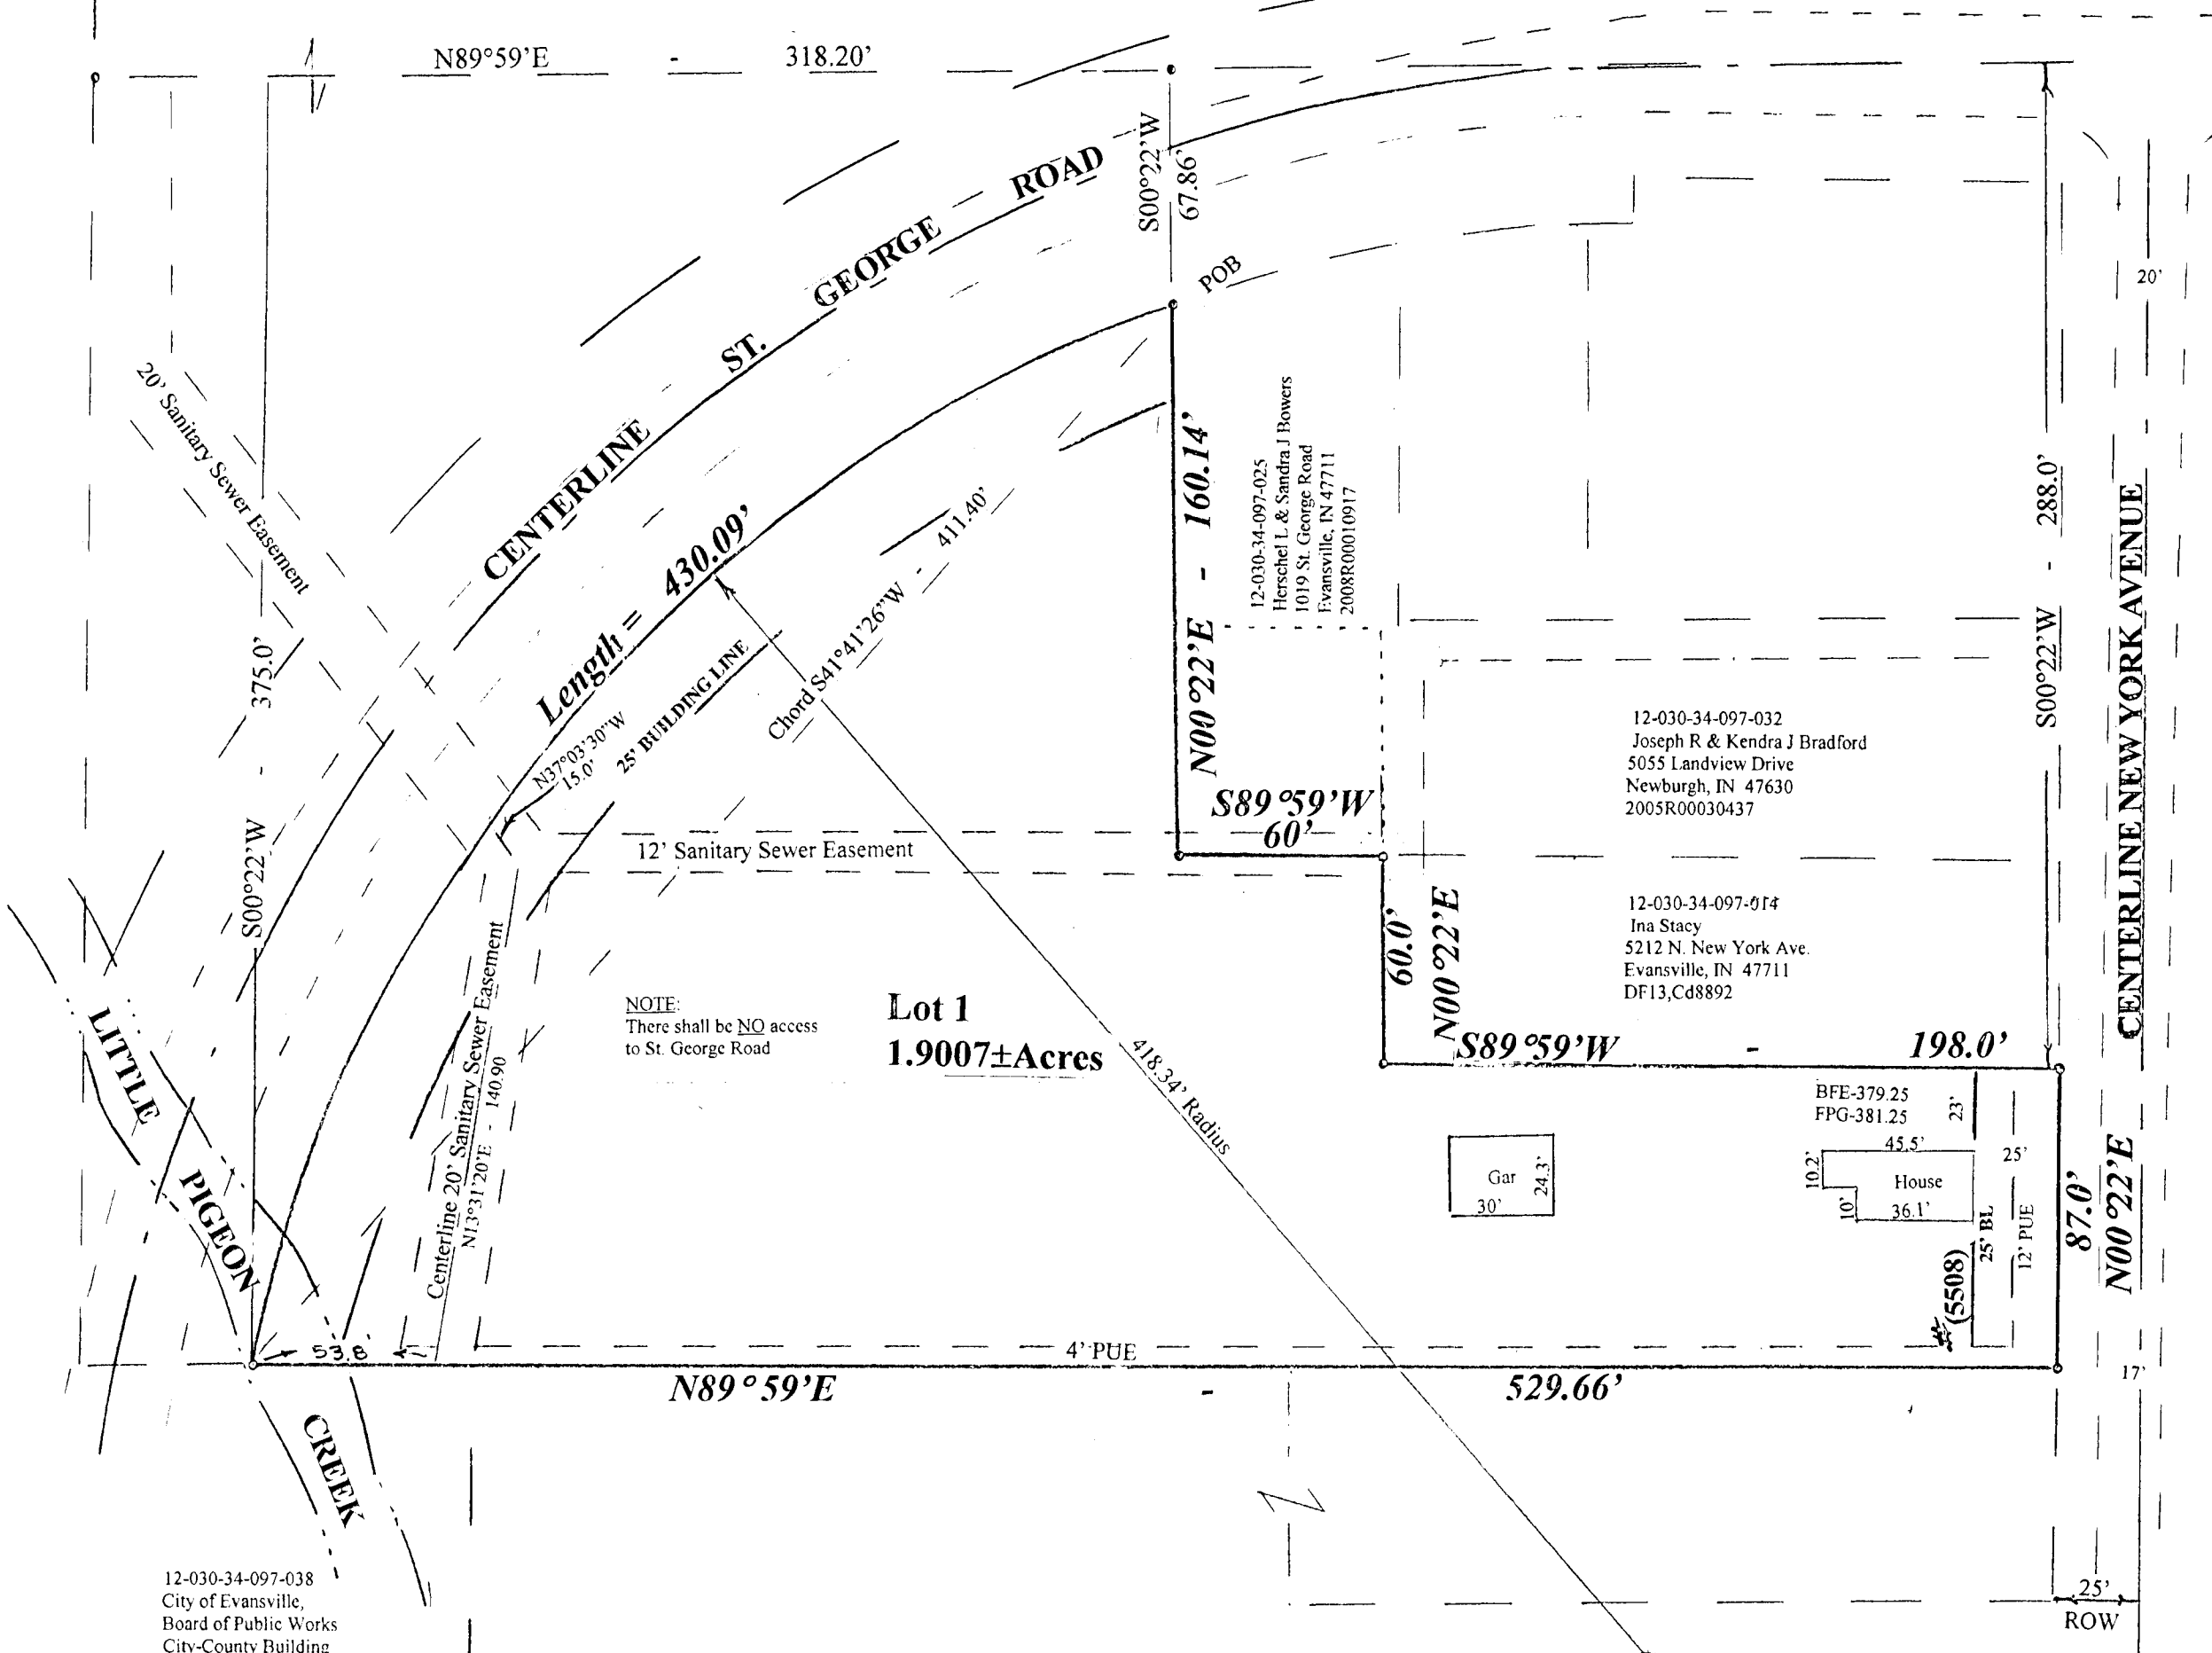 N89°59'E - 318.20'
S00°22'W
67.86'
POB
20'
CENTERLINE ST. GEORGE ROAD
20' Sanitary Sewer Easement
S00°22'W - 375.0'
Length = 430.09'
Chord S41°41'26"W - 411.40'
25' BUILDING LINE
N37°03'30"W
15.0'
N00°22'E - 160.14'
12-030-34-097-025
Herschel L & Sandra J Bowers
1019 St. George Road
Evansville, IN 47711
2008R00010917
S00°22'W - 288.0'
CENTERLINE NEW YORK AVENUE
12-030-34-097-032
Joseph R & Kendra J Bradford
5055 Landview Drive
Newburgh, IN 47630
2005R00030437
S89°59'W
60'
12' Sanitary Sewer Easement
60.0'
N00°22'E
12-030-34-097-014
Ina Stacy
5212 N. New York Ave.
Evansville, IN 47711
DF13,Cd8892
S89°59'W - 198.0'
NOTE:
There shall be NO access
to St. George Road
Lot 1
1.9007±Acres
418.34' Radius
Centerline 20' Sanitary Sewer Easement
N13°31'20"E - 140.90
LITTLE PIGEON CREEK
BFE-379.25
FPG-381.25
23'
45.5'
25'
10.2'
House
10'
36.1'
Gar
24.3'
30'
25' BL
12' PUE
#(5508)
87.0'
N00°22'E
53.8
4' PUE
17'
N89°59'E - 529.66'
12-030-34-097-038
City of Evansville,
Board of Public Works
City-County Building
25'
ROW